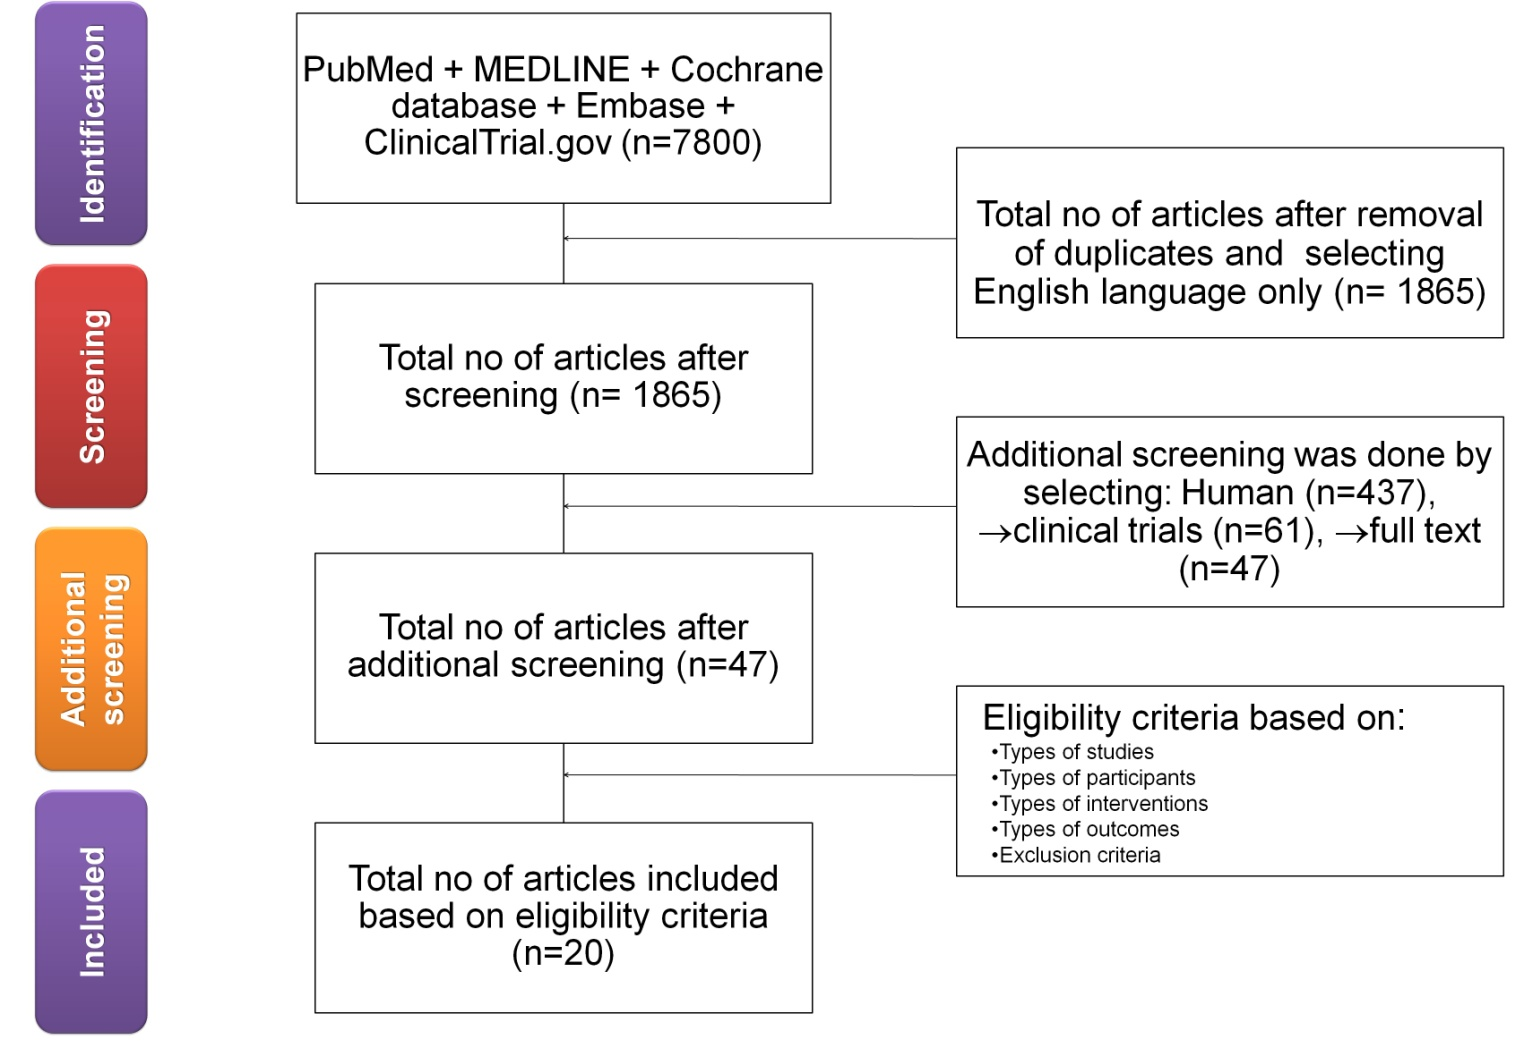 Identification
PubMed + MEDLINE + Cochrane
database + Embase +
ClinicalTrial.gov (n=7800)
Total no of articles after removal
of duplicates and  selecting
English language only (n= 1865)
Screening
Total no of articles after
screening (n= 1865)
Additional screening was done by
selecting: Human (n=437),
→clinical trials (n=61), →full text
(n=47)
Additional
screening
Total no of articles after
additional screening (n=47)
Eligibility criteria based on:
•Types of studies
•Types of participants
•Types of interventions
•Types of outcomes
•Exclusion criteria
Included
Total no of articles included
based on eligibility criteria
(n=20)